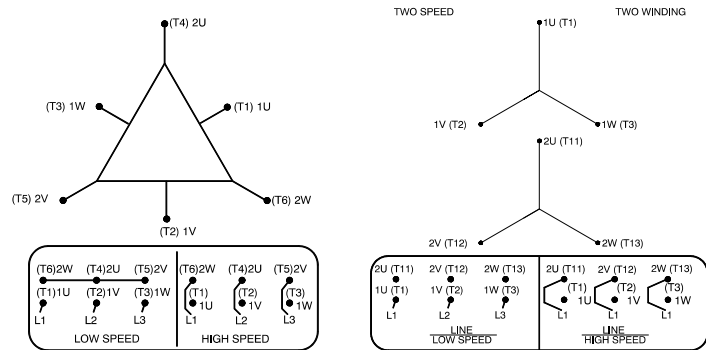 (T4) 2U
(T3) 1W
(T1) 1U
(T5) 2V
(T6) 2W
(T2) 1V
(T6)2W (T4)2U (T5)2V
(T1)1U (T2)1V (T3)1W
L1 L2 L3
LOW SPEED
(T6)2W (T4)2U (T5)2V
(T1) (T2) (T3)
1U 1V 1W
L1 L2 L3
HIGH SPEED
TWO SPEED TWO WINDING
1U (T1)
1V (T2) 1W (T3)
2U (T11)
2V (T12) 2W (T13)
2U (T11) 2V (T12) 2W (T13)
1U (T1) 1V (T2) 1W (T3)
L1 L1 L1
LINE
LOW SPEED
2U (T11) 2V (T12) 2W (T13)
(T1) (T2) (T3)
1U 1V 1W
L1 L1 L1
LINE
HIGH SPEED